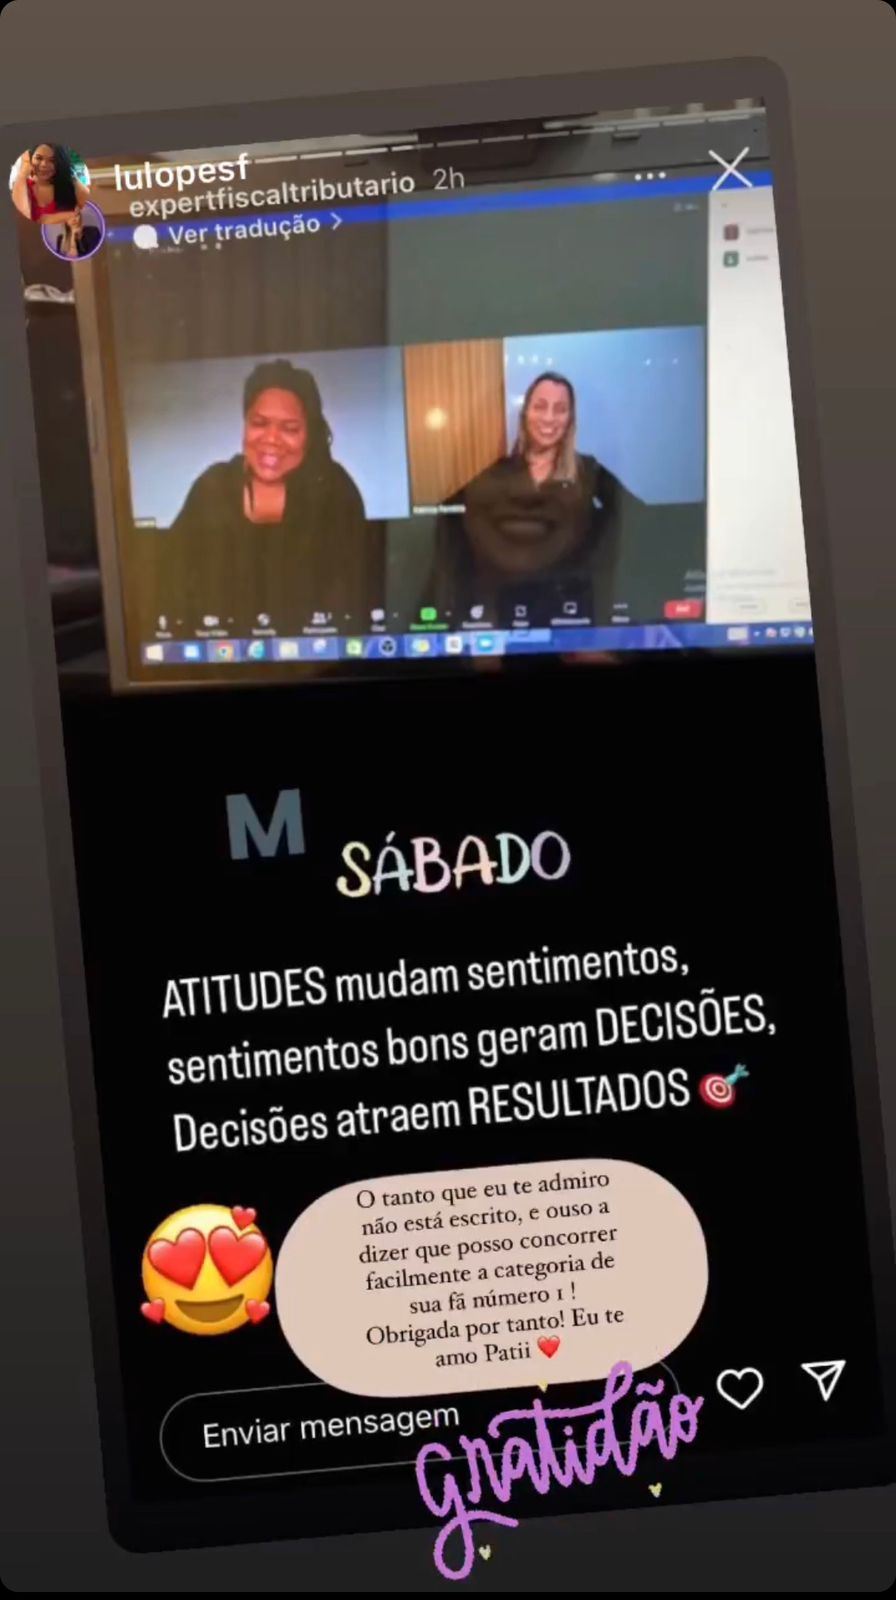 lulopesf
expertfiscaltributario 2h
Ver tradução >
M
SÁBADO
ATITUDES mudam sentimentos,
sentimentos bons geram DECISÕES,
Decisões atraem RESULTADOS
O tanto que eu te admiro
não está escrito, e ouso a
dizer que posso concorrer
facilmente a categoria de
sua fã número 1 !
Obrigada por tanto! Eu te
amo Patii
Enviar mensagem
gratidão